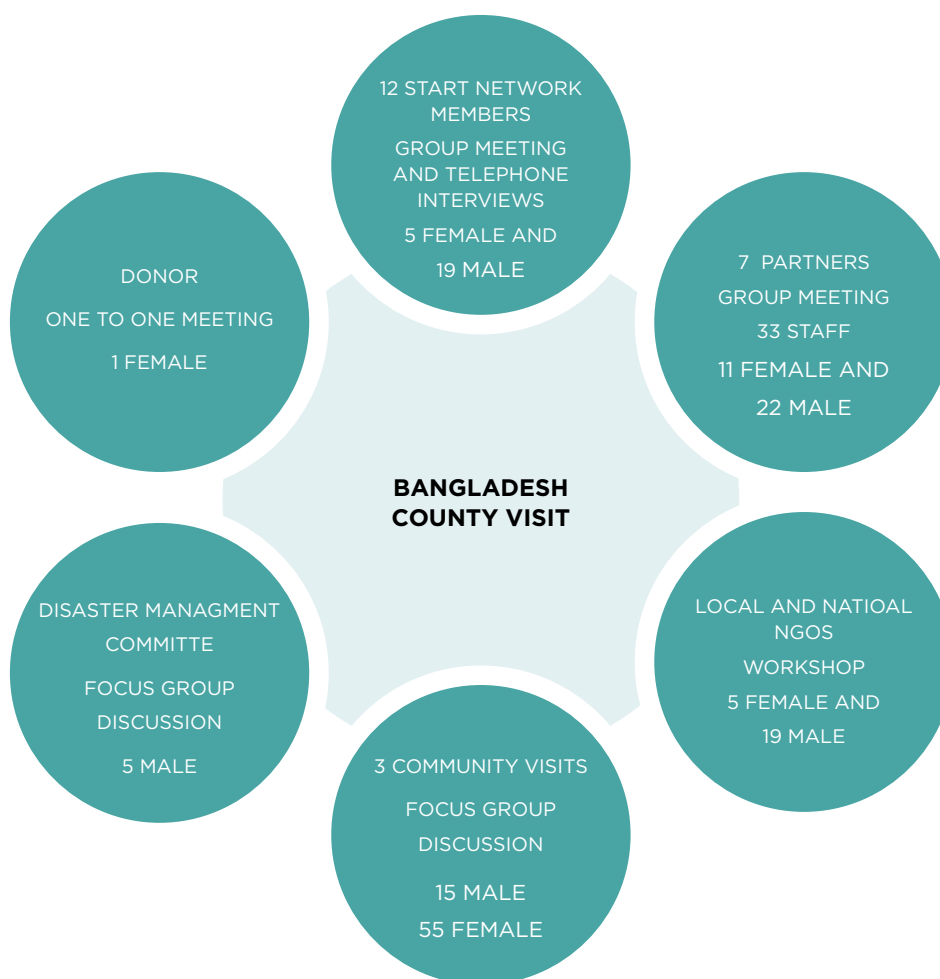 12 START NETWORK
MEMBERS
GROUP MEETING
AND TELEPHONE
INTERVIEWS
5 FEMALE AND
19 MALE
7 PARTNERS
GROUP MEETING
33 STAFF
11 FEMALE AND
22 MALE
LOCAL AND NATIOAL
NGOS
WORKSHOP
5 FEMALE AND
19 MALE
3 COMMUNITY VISITS
FOCUS GROUP
DISCUSSION
15 MALE
55 FEMALE
DISASTER MANAGMENT
COMMITTE
FOCUS GROUP
DISCUSSION
5 MALE
DONOR
ONE TO ONE MEETING
1 FEMALE
BANGLADESH
COUNTY VISIT